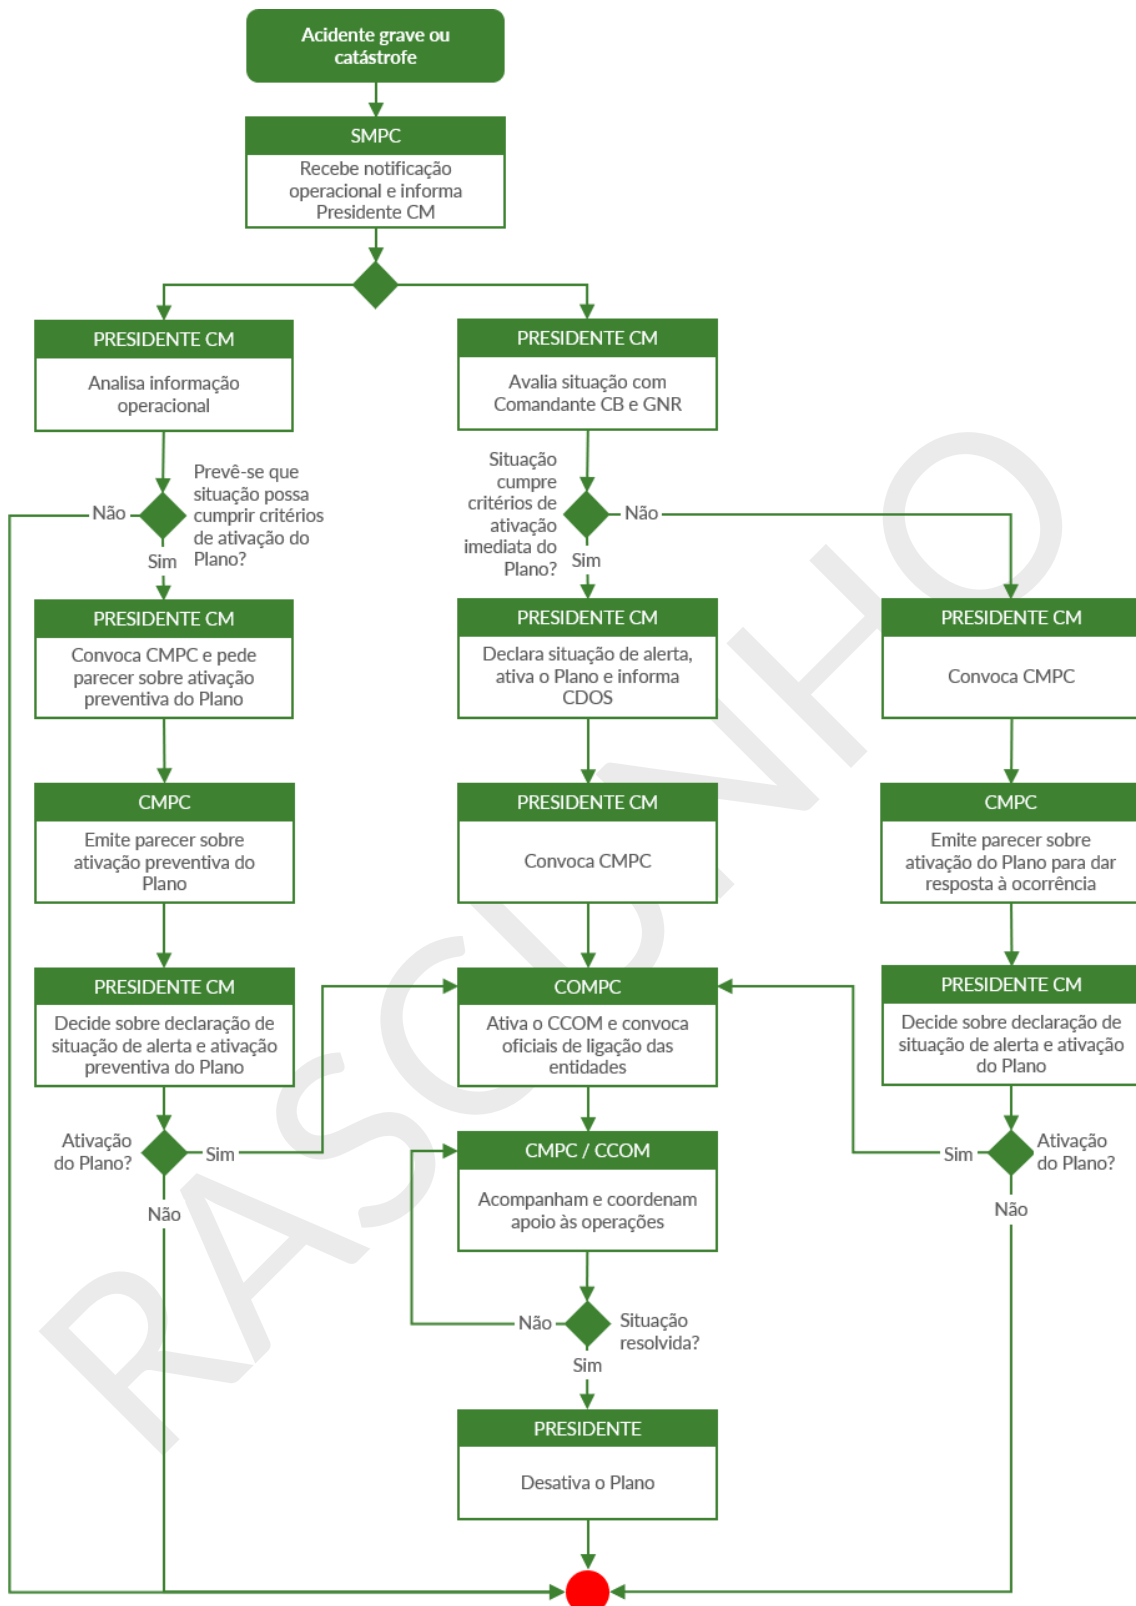 Acidente grave ou
catástrofe
SMPC
Recebe notificação
operacional e informa
Presidente CM
PRESIDENTE CM
Analisa informação
operacional
PRESIDENTE CM
Avalia situação com
Comandante CB e GNR
Prevê-se que
situação possa
cumprir critérios
de ativação do
Plano?
Não
Sim
Situação
cumpre
critérios de
ativação
imediata do
Plano?
Não
Sim
PRESIDENTE CM
Convoca CMPC e pede
parecer sobre ativação
preventiva do Plano
PRESIDENTE CM
Declara situação de alerta,
ativa o Plano e informa
CDOS
PRESIDENTE CM
Convoca CMPC
CMPC
Emite parecer sobre
ativação preventiva do
Plano
PRESIDENTE CM
Convoca CMPC
CMPC
Emite parecer sobre
ativação do Plano para dar
resposta à ocorrência
PRESIDENTE CM
Decide sobre declaração de
situação de alerta e ativação
preventiva do Plano
COMPC
Ativa o CCOM e convoca
oficiais de ligação das
entidades
PRESIDENTE CM
Decide sobre declaração de
situação de alerta e ativação
do Plano
Ativação
do Plano?
Sim
Não
CMPC / CCOM
Acompanham e coordenam
apoio às operações
Sim
Ativação
do Plano?
Não
Não
Situação
resolvida?
Sim
PRESIDENTE
Desativa o Plano
RASCUNHO